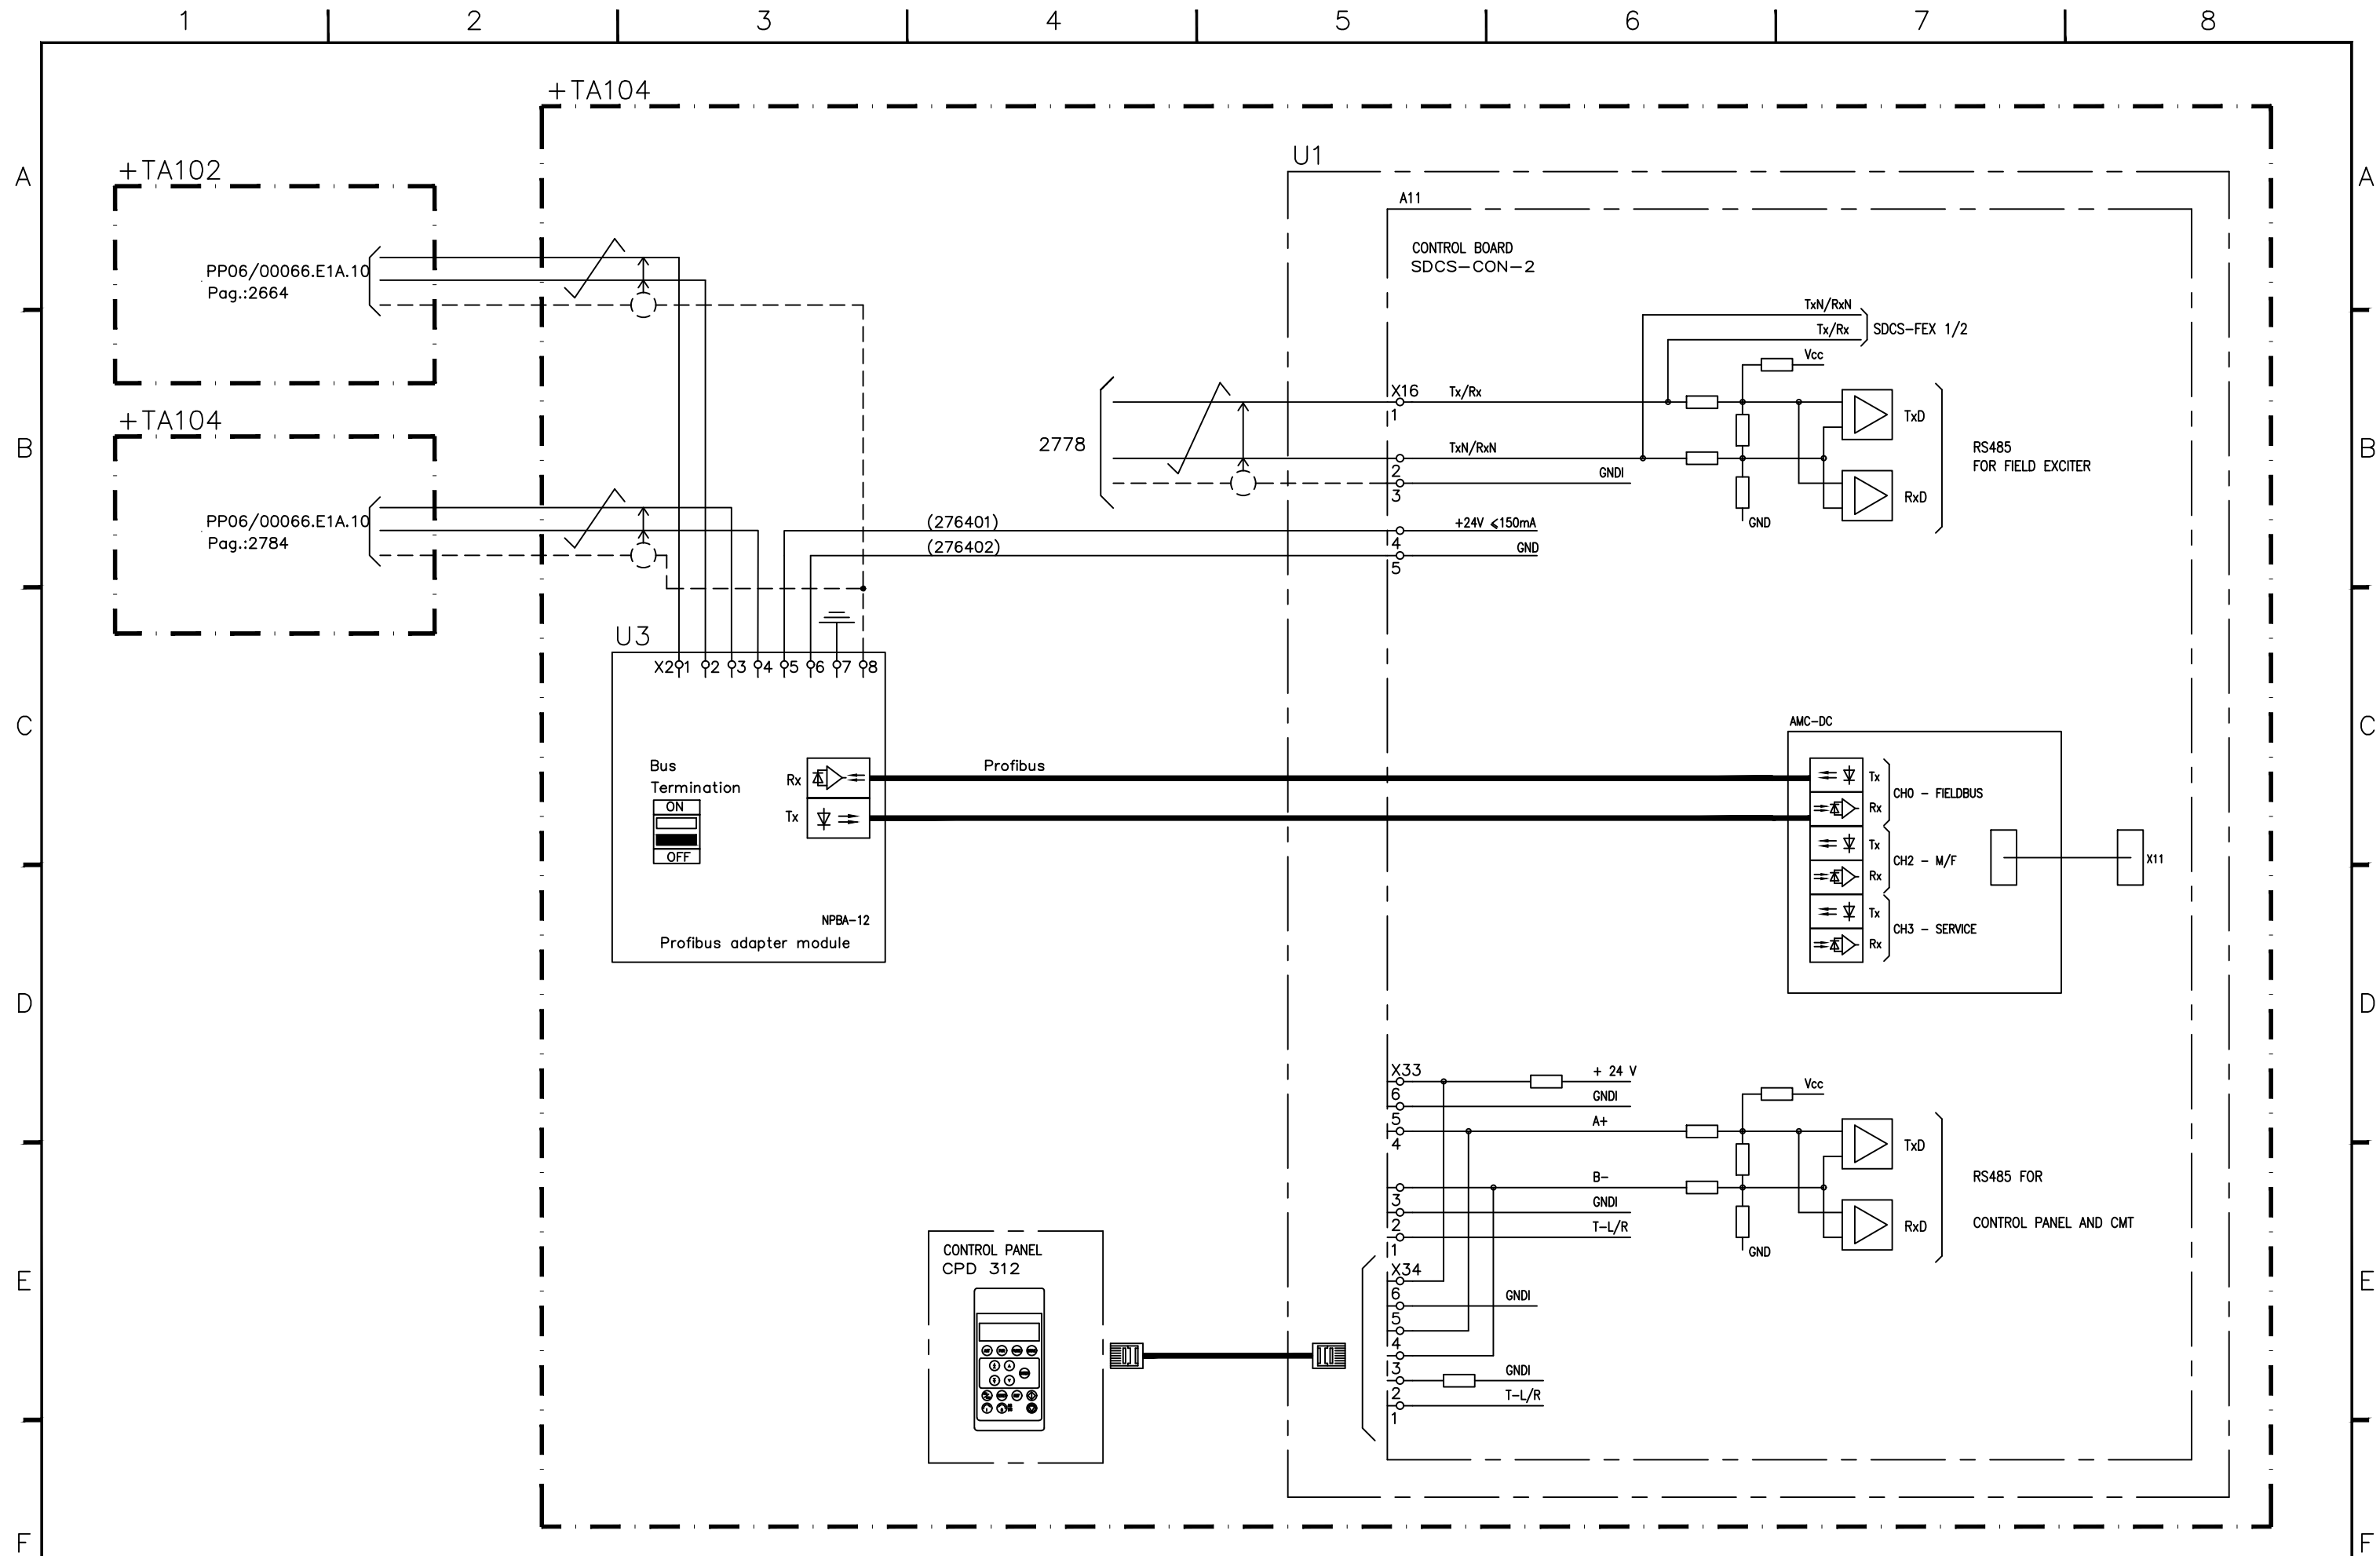 1 2 3 4 5 6 7 8
+TA104
U1
+TA102
A A
A11
CONTROL BOARD
SDCS-CON-2
PP06/00066.E1A.10
Pag.:2664
TxN/RxN
Tx/Rx
SDCS-FEX 1/2
Vcc
X16
Tx/Rx
1
TxD
+TA104
B B
2778
TxN/RxN
2
GNDI
3
RS485
FOR FIELD EXCITER
RxD
GND
PP06/00066.E1A.10
Pag.:2784
(276401)
+24V ⩽150mA
4
(276402)
GND
5
U3
X2 1 2 3 4 5 6 7 8
C C
AMC-DC
Bus
Termination
ON
OFF
Rx
Tx
Profibus
Tx
Rx
CH0 - FIELDBUS
Tx
Rx
CH2 - M/F
Tx
Rx
CH3 - SERVICE
X11
NPBA-12
Profibus adapter module
D D
X33
+ 24 V
6
GNDI
5
A+
4
Vcc
TxD
B-
3
GNDI
2
T-L/R
1
RS485 FOR
CONTROL PANEL AND CMT
RxD
GND
CONTROL PANEL
CPD 312
E E
X34
6
GNDI
5
4
3
GNDI
2
T-L/R
1
F F